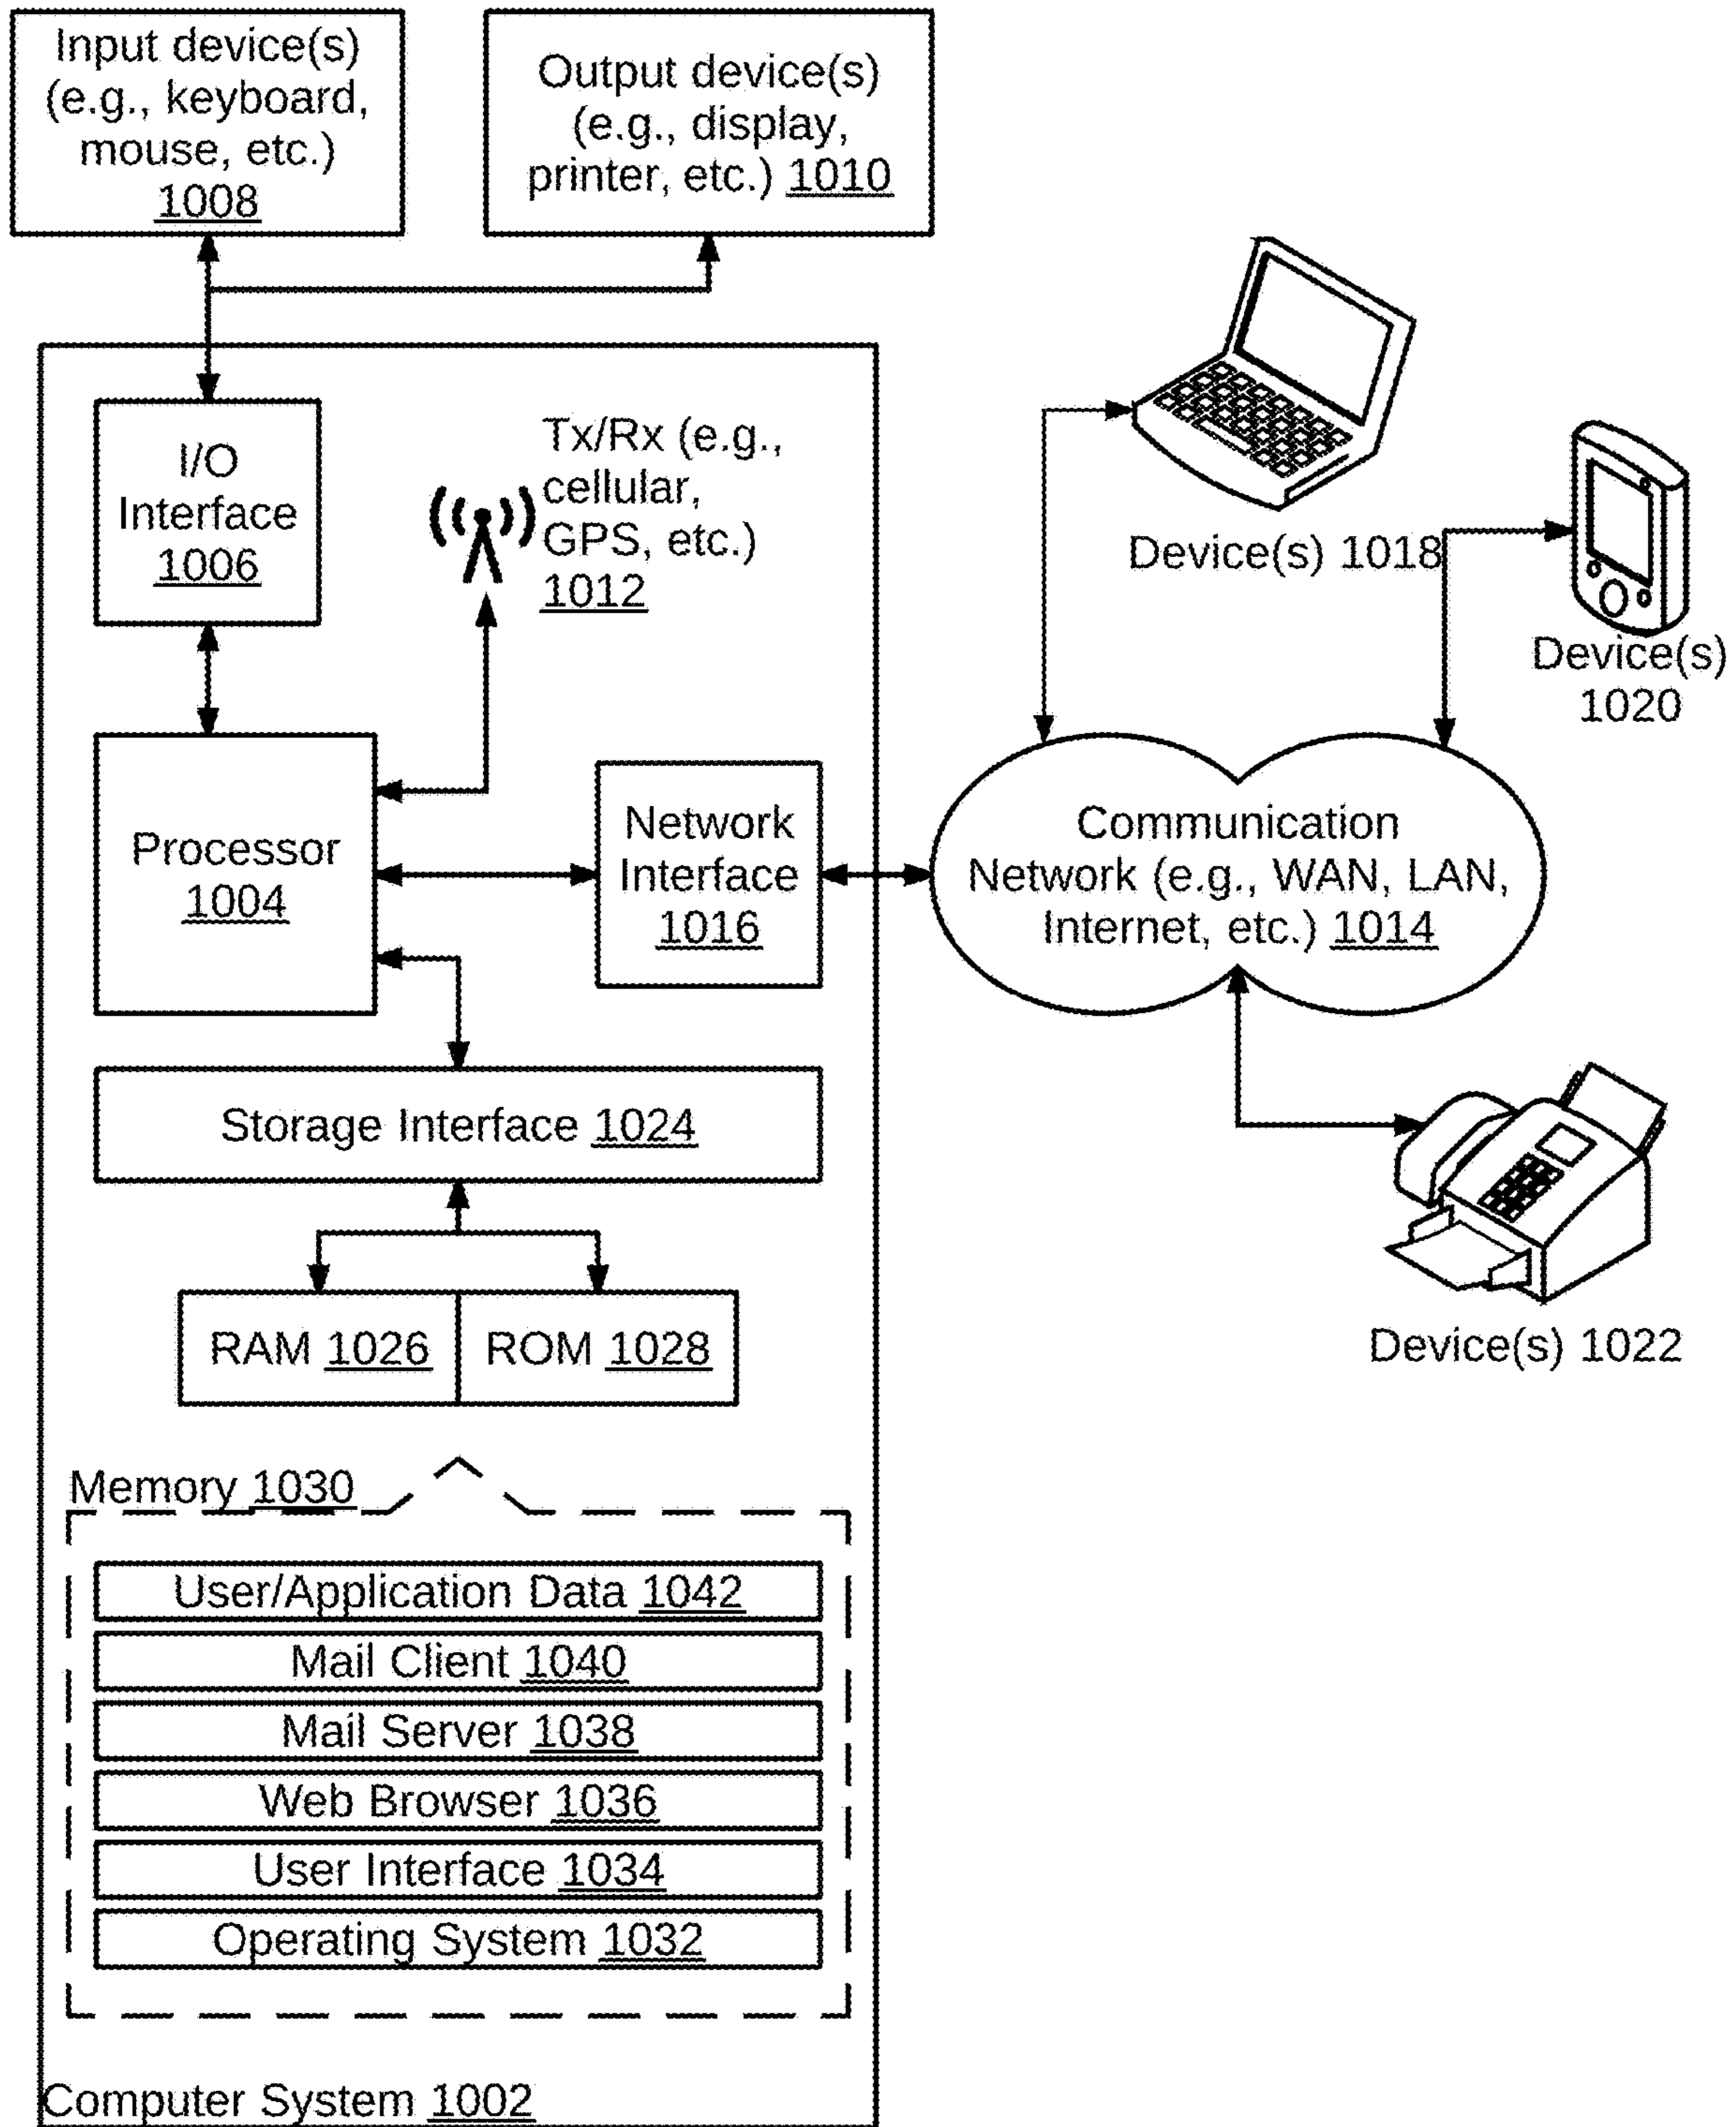 Input device(s)
(e.g., keyboard,
mouse, etc.)
1008
Output device(s)
(e.g., display,
printer, etc.) 1010
I/O
Interface
1006
Tx/Rx (e.g.,
cellular,
GPS, etc.)
1012
Device(s) 1018
Device(s)
1020
Processor
1004
Network
Interface
1016
Communication
Network (e.g., WAN, LAN,
Internet, etc.) 1014
Storage Interface 1024
RAM 1026
ROM 1028
Device(s) 1022
Memory 1030
User/Application Data 1042
Mail Client 1040
Mail Server 1038
Web Browser 1036
User Interface 1034
Operating System 1032
Computer System 1002